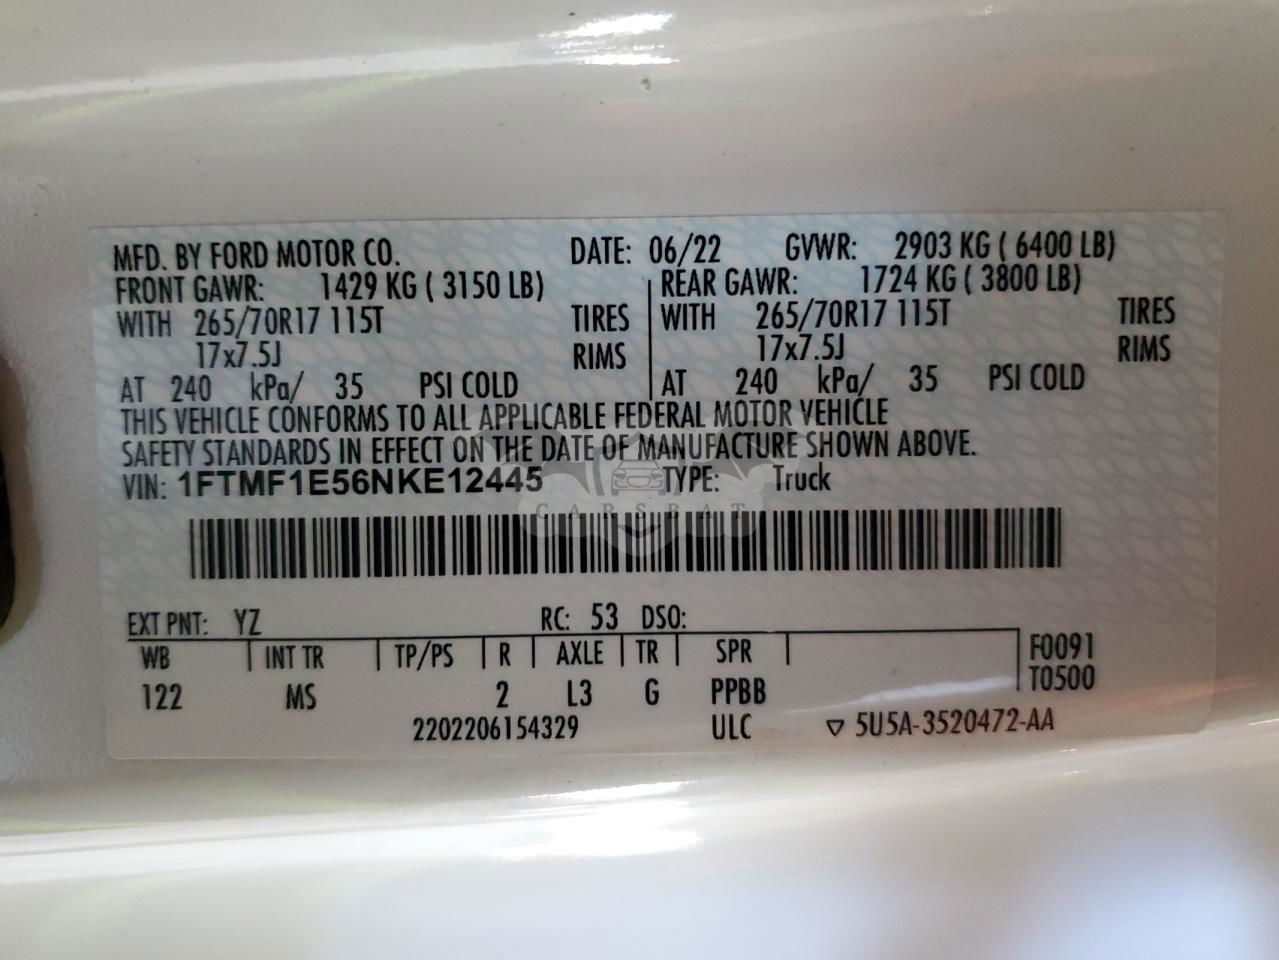 MFD. BY FORD MOTOR CO. DATE: 06/22 GVWR: 2903 KG ( 6400 LB)
FRONT GAWR: 1429 KG ( 3150 LB) REAR GAWR: 1724 KG ( 3800 LB)
WITH 265/70R17 115T TIRES WITH 265/70R17 115T TIRES
17x7.5J RIMS 17x7.5J RIMS
AT 240 kPa/ 35 PSI COLD AT 240 kPa/ 35 PSI COLD
THIS VEHICLE CONFORMS TO ALL APPLICABLE FEDERAL MOTOR VEHICLE
SAFETY STANDARDS IN EFFECT ON THE DATE OF MANUFACTURE SHOWN ABOVE.
VIN: 1FTMF1E56NKE12445 TYPE: Truck
CARSBAT
EXT PNT: YZ RC: 53 DSO:
WB INT TR TP/PS R AXLE TR SPR F0091
122 MS 2 L3 G PPBB T0500
2202206154329 ULC ▽ 5U5A-3520472-AA